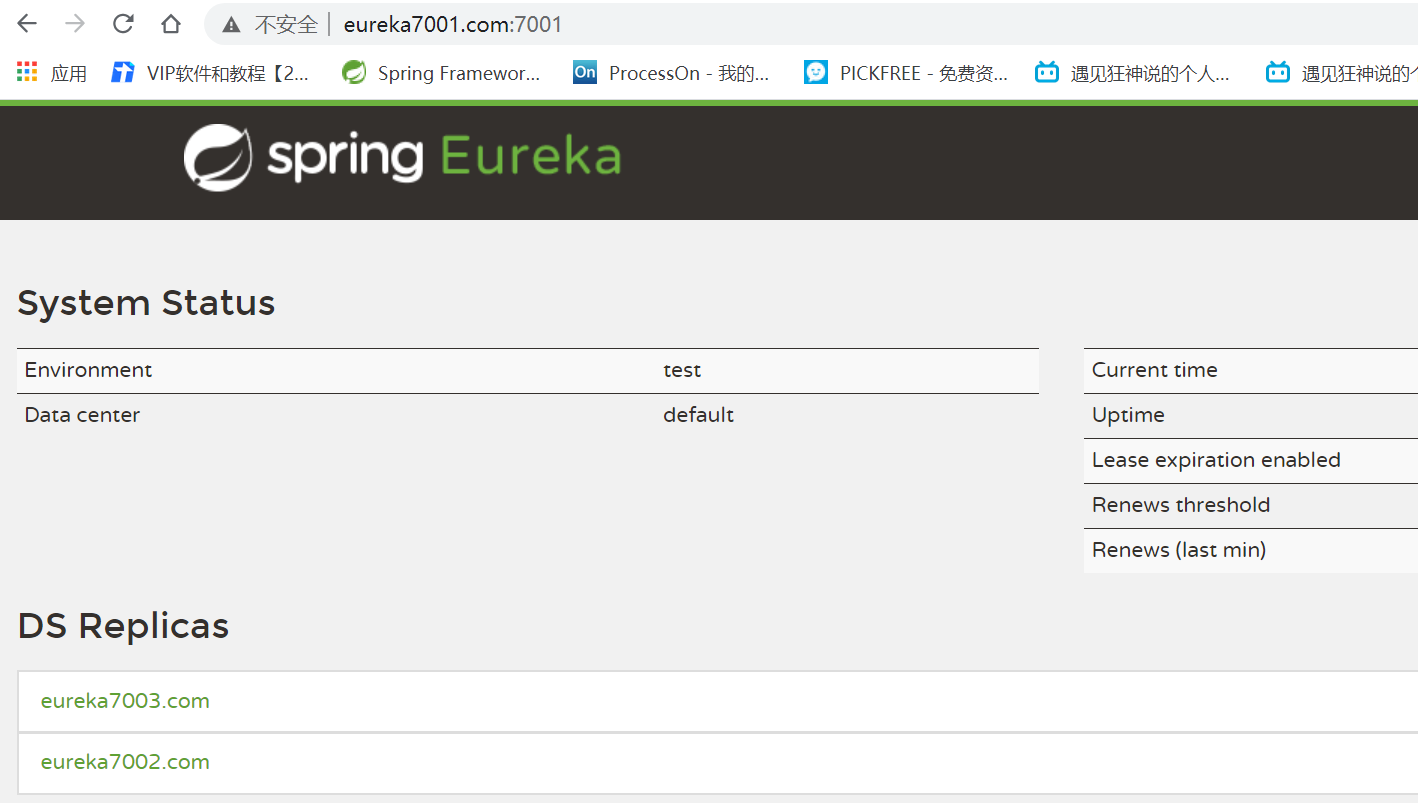 不安全 eureka7001.com:7001
应用 VIP软件和教程【2... Spring Framewor... On ProcessOn - 我的... PICKFREE - 免费资... 遇见狂神说的个人... 遇见狂神说的个
spring Eureka
System Status
Environment test Current time
Data center default Uptime
Lease expiration enabled
Renews threshold
Renews (last min)
DS Replicas
eureka7003.com
eureka7002.com